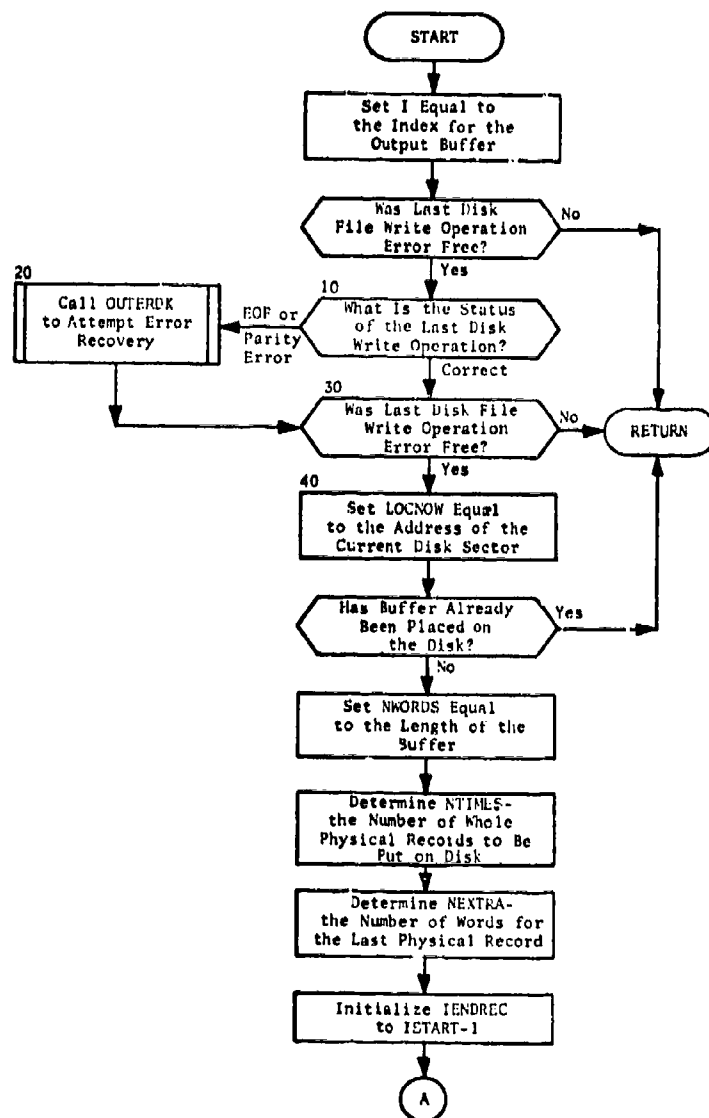 START
Set I Equal to
the Index for the
Output Buffer
Was Last Disk
File Write Operation
Error Free?
No
Yes
20
Call OUTERDK
to Attempt Error
Recovery
EOF or
Parity
Error
10
What Is the Status
of the Last Disk
Write Operation?
Correct
30
Was Last Disk File
Write Operation
Error Free?
No
RETURN
Yes
40
Set LOCNOW Equal
to the Address of the
Current Disk Sector
Has Buffer Already
Been Placed on
the Disk?
Yes
No
Set NWORDS Equal
to the Length of the
Buffer
Determine NTIMES-
the Number of Whole
Physical Records to Be
Put on Disk
Determine NEXTRA-
the Number of Words for
the Last Physical Record
Initialize IENDREC
to ISTART-1
A